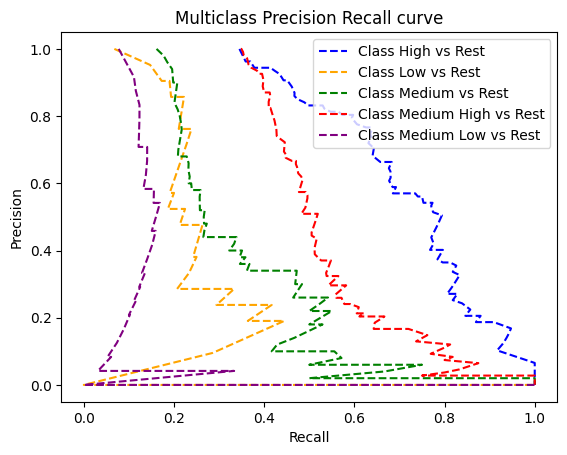 Multiclass Precision Recall curve
Class High vs Rest
Class Low vs Rest
Class Medium vs Rest
Class Medium High vs Rest
Class Medium Low vs Rest
Precision
1.0
0.8
0.6
0.4
0.2
0.0
0.0 0.2 0.4 0.6 0.8 1.0
Recall